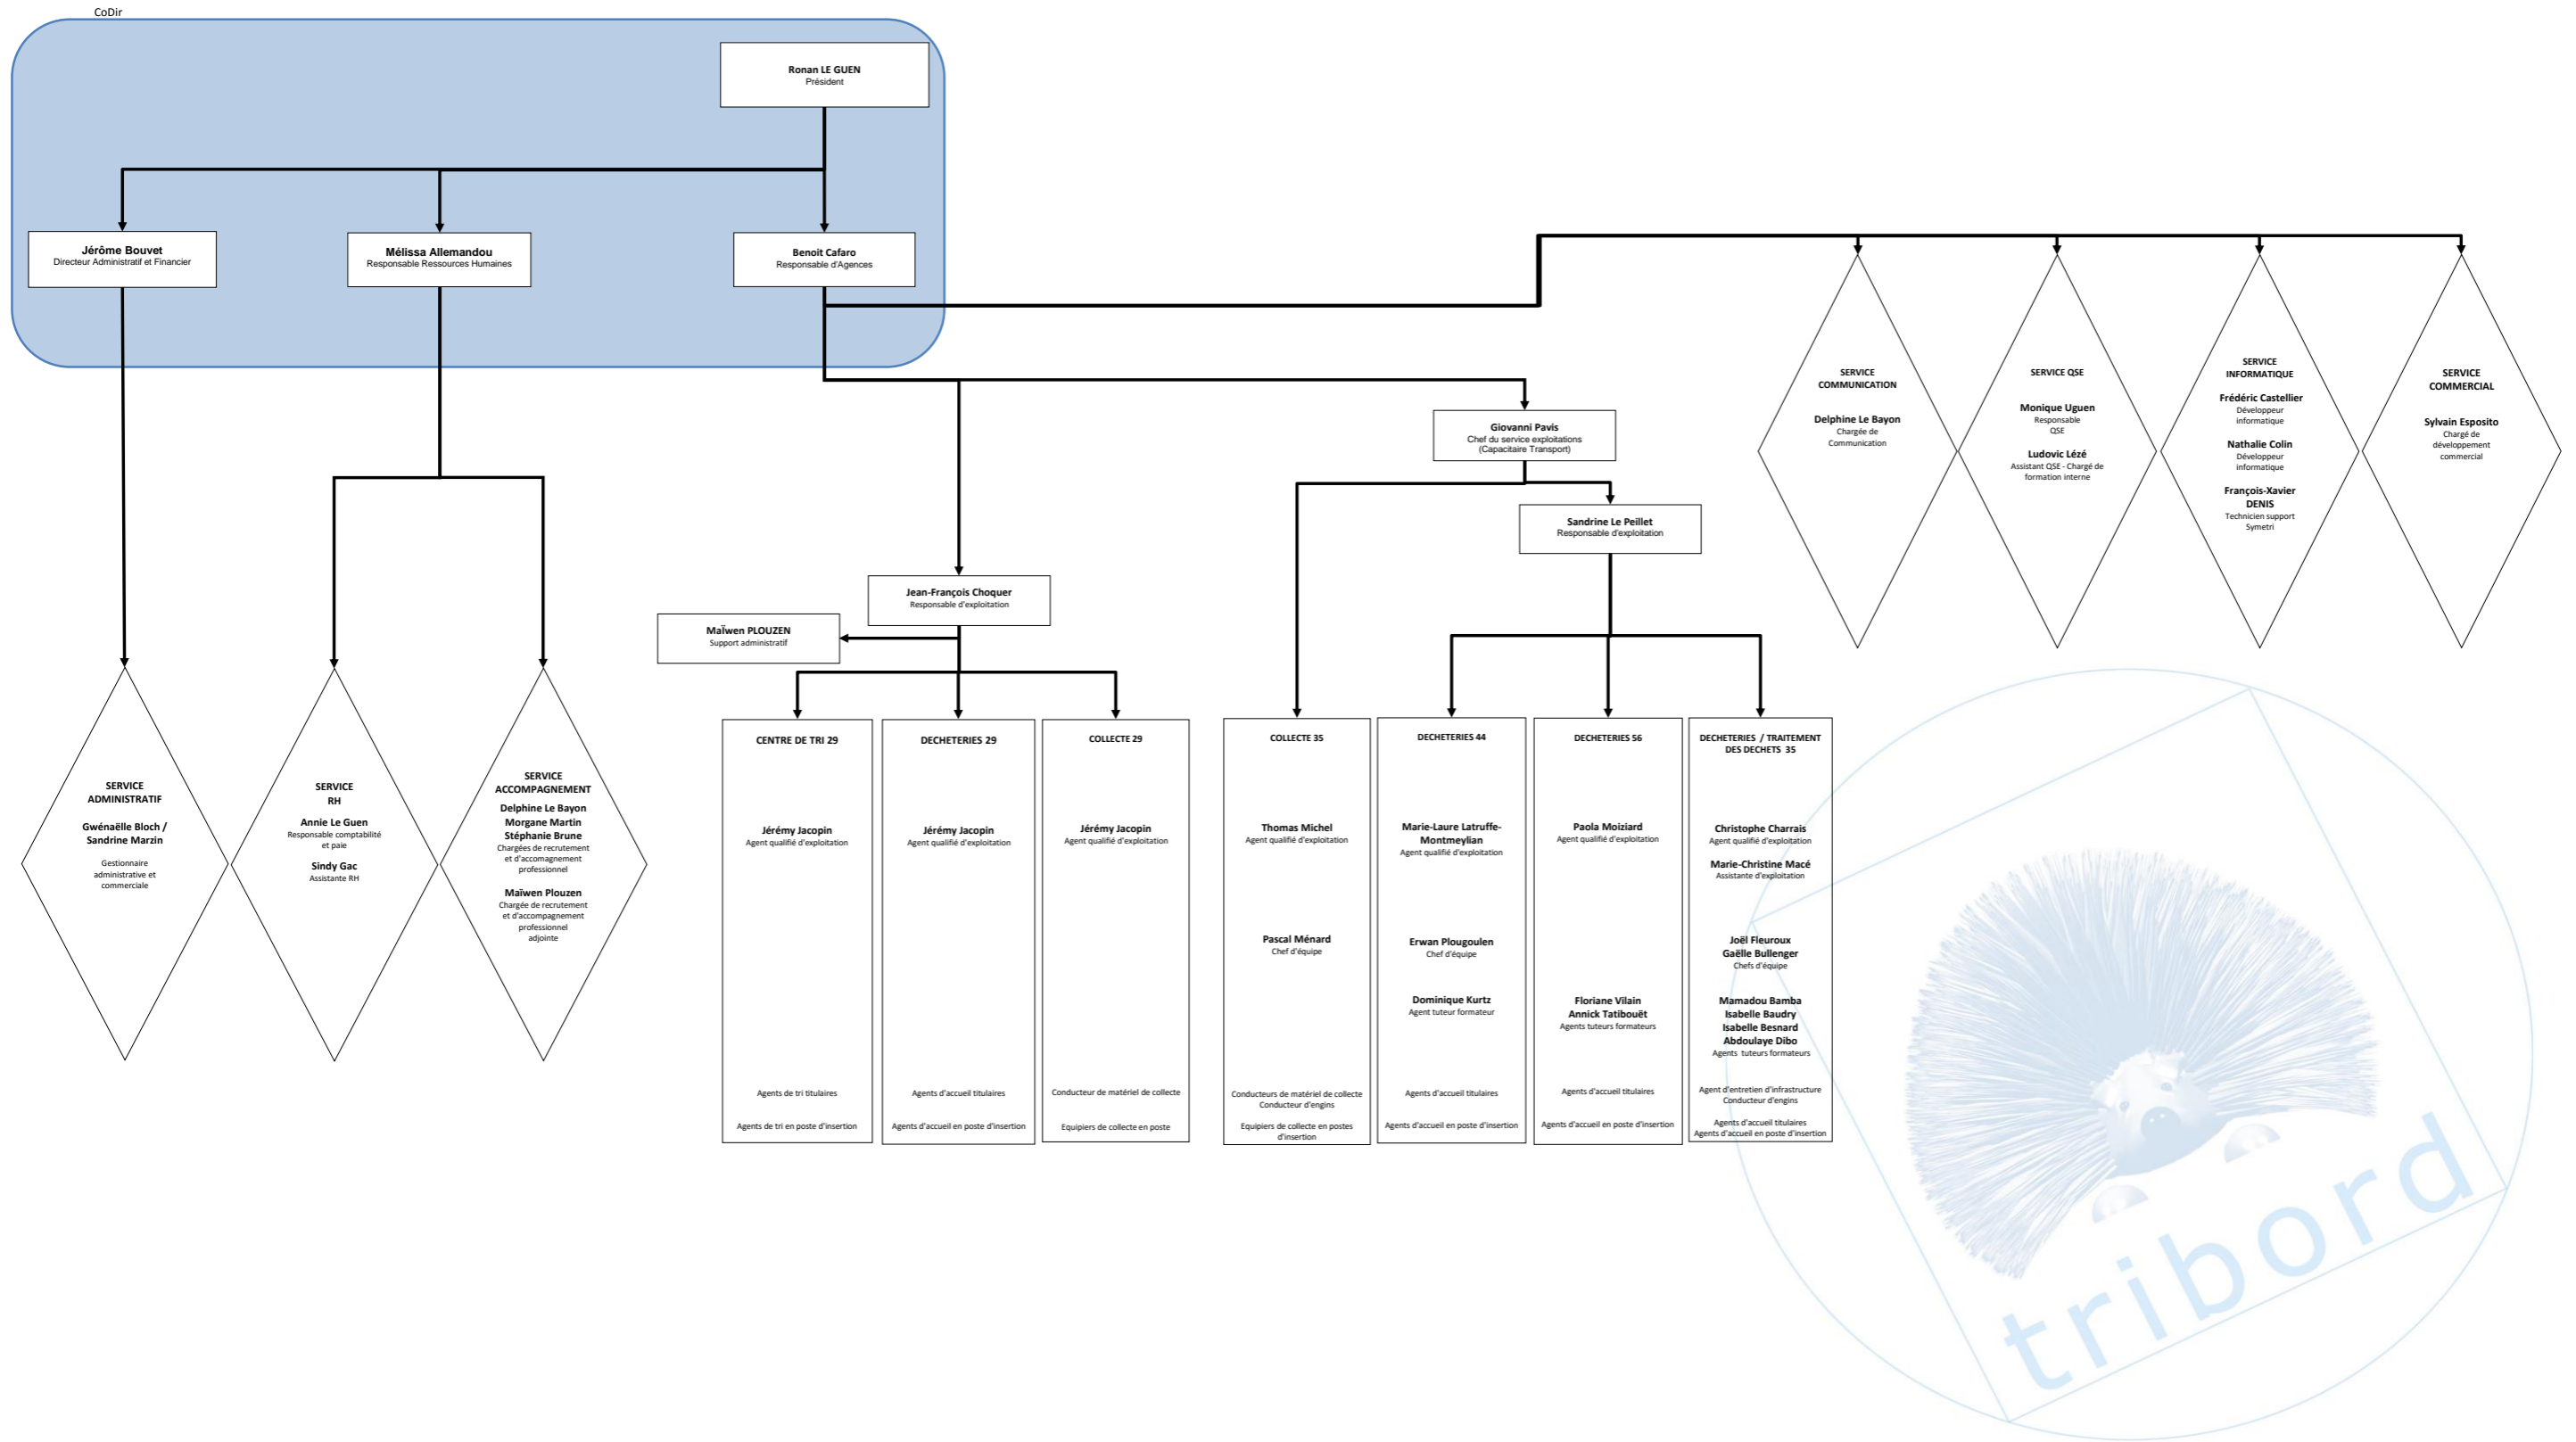 CoDir
Ronan LE GUEN
Président
Jérôme Bouvet
Directeur Administratif et Financier
Mélissa Allemandou
Responsable Ressources Humaines
Benoit Cafaro
Responsable d'Agences
SERVICE
COMMUNICATION
Delphine Le Bayon
Chargée de
Communication
SERVICE QSE
Monique Uguen
Responsable
QSE
Ludovic Lézé
Assistant QSE - Chargé de
formation interne
SERVICE
INFORMATIQUE
Frédéric Castellier
Développeur
informatique
Nathalie Colin
Développeur
informatique
François-Xavier
DENIS
Technicien support
Symetri
SERVICE
COMMERCIAL
Sylvain Esposito
Chargé de
développement
commercial
Giovanni Pavis
Chef du service exploitations
(Capacitaire Transport)
Sandrine Le Peillet
Responsable d'exploitation
Jean-François Choquer
Responsable d'exploitation
MaÏwen PLOUZEN
Support administratif
SERVICE
ADMINISTRATIF
Gwénaëlle Bloch /
Sandrine Marzin
Gestionnaire
administrative et
commerciale
SERVICE
RH
Annie Le Guen
Responsable comptabilité
et paie
Sindy Gac
Assistante RH
SERVICE
ACCOMPAGNEMENT
Delphine Le Bayon
Morgane Martin
Stéphanie Brune
Chargées de recrutement
et d'accomagnement
professionnel
Maïwen Plouzen
Chargée de recrutement
et d'accompagnement
professionnel
adjointe
CENTRE DE TRI 29
Jérémy Jacopin
Agent qualifié d'exploitation
Agents de tri titulaires
Agents de tri en poste d'insertion
DECHETERIES 29
Jérémy Jacopin
Agent qualifié d'exploitation
Agents d'accueil titulaires
Agents d'accueil en poste d'insertion
COLLECTE 29
Jérémy Jacopin
Agent qualifié d'exploitation
Conducteur de matériel de collecte
Equipiers de collecte en poste
COLLECTE 35
Thomas Michel
Agent qualifié d'exploitation
Pascal Ménard
Chef d'équipe
Conducteurs de matériel de collecte
Conducteur d'engins
Equipiers de collecte en postes
d'insertion
DECHETERIES 44
Marie-Laure Latruffe-
Montmeylian
Agent qualifié d'exploitation
Erwan Plougoulen
Chef d'équipe
Dominique Kurtz
Agent tuteur formateur
Agents d'accueil titulaires
Agents d'accueil en poste d'insertion
DECHETERIES 56
Paola Moiziard
Agent qualifié d'exploitation
Floriane Vilain
Annick Tatibouët
Agents tuteurs formateurs
Agents d'accueil titulaires
Agents d'accueil en poste d'insertion
DECHETERIES / TRAITEMENT
DES DECHETS 35
Christophe Charrais
Agent qualifié d'exploitation
Marie-Christine Macé
Assistante d'exploitation
Joël Fleuroux
Gaëlle Bullenger
Chefs d'équipe
Mamadou Bamba
Isabelle Baudry
Isabelle Besnard
Abdoulaye Dibo
Agents tuteurs formateurs
Agent d'entretien d'infrastructure
Conducteur d'engins
Agents d'accueil titulaires
Agents d'accueil en poste d'insertion
tribord